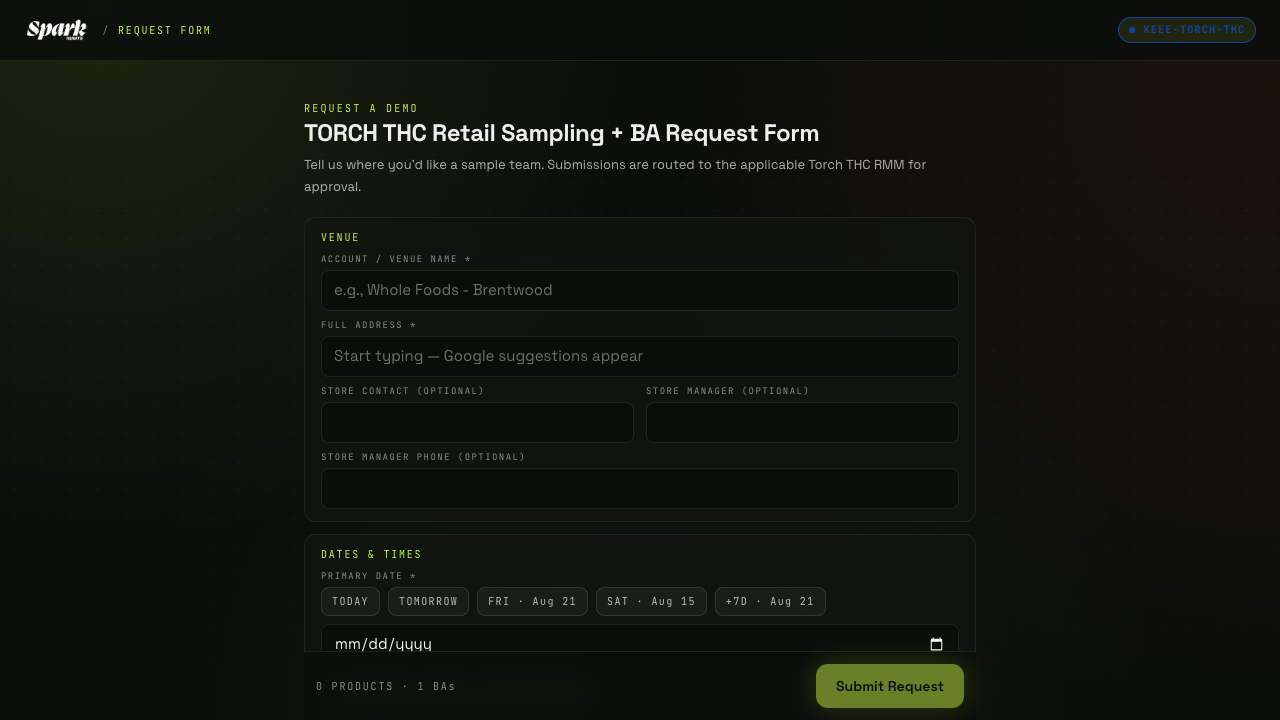 Spark
/ REQUEST FORM
KEEE-TORCH-THC
REQUEST A DEMO
TORCH THC Retail Sampling + BA Request Form
Tell us where you'd like a sample team. Submissions are routed to the applicable Torch THC RMM for
approval.
VENUE
ACCOUNT / VENUE NAME *
e.g., Whole Foods - Brentwood
FULL ADDRESS *
Start typing — Google suggestions appear
STORE CONTACT (OPTIONAL) STORE MANAGER (OPTIONAL)
STORE MANAGER PHONE (OPTIONAL)
DATES & TIMES
PRIMARY DATE *
TODAY TOMORROW FRI · Aug 21 SAT · Aug 15 +7D · Aug 21
mm/dd/yyyy
0 PRODUCTS · 1 BAs Submit Request